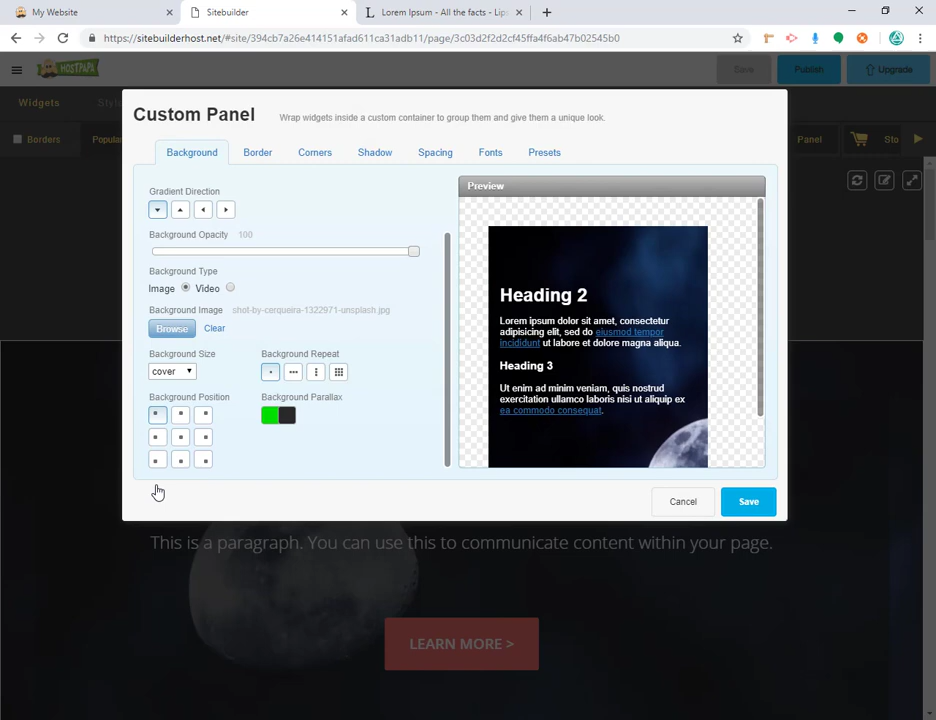 My Website
Sitebuilder
Lorem Ipsum - All the facts - Lips
https://sitebuilderhost.net/#site/394cb7a26e414151afad611ca31adb11/page/3c03d2f2d2cf45ffa4f6ab47b02545b0
HOSTPAPA
Save
Publish
Upgrade
Widgets
Borders
Popula
Panel
Sto
Custom Panel
Wrap widgets inside a custom container to group them and give them a unique look.
Background
Border
Corners
Shadow
Spacing
Fonts
Presets
Gradient Direction
Background Opacity 100
Background Type
Image
Video
Background Image shot-by-cerqueira-1322971-unsplash.jpg
Browse
Clear
Background Size
Background Repeat
cover
Background Position
Background Parallax
Preview
Heading 2
Lorem ipsum dolor sit amet, consectetur
adipisicing elit, sed do eiusmod tempor
incididunt ut labore et dolore magna aliqua.
Heading 3
Ut enim ad minim veniam, quis nostrud
exercitation ullamco laboris nisi ut aliquip ex
ea commodo consequat.
Cancel
Save
This is a paragraph. You can use this to communicate content within your page.
LEARN MORE >